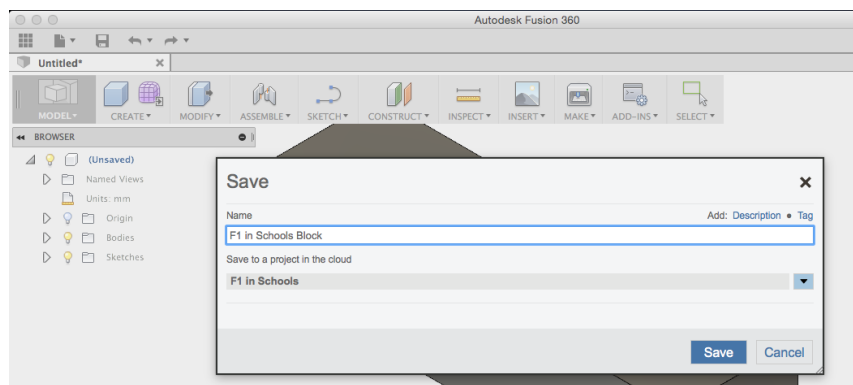 Autodesk Fusion 360
Untitled*
MODEL CREATE MODIFY ASSEMBLE SKETCH CONSTRUCT INSPECT INSERT MAKE ADD-INS SELECT
BROWSER
(Unsaved)
Named Views
Units: mm
Origin
Bodies
Sketches
Save
Name Add: Description • Tag
F1 in Schools Block
Save to a project in the cloud
F1 in Schools
Save Cancel